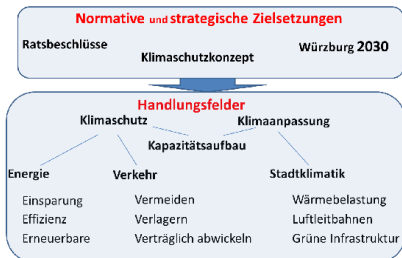 Normative und strategische Zielsetzungen
Ratsbeschlüsse
Klimaschutzkonzept
Würzburg 2030
Handlungsfelder
Klimaschutz
Klimaanpassung
Kapazitätsaufbau
Energie
Verkehr
Stadtklimatik
Einsparung
Vermeiden
Wärmebelastung
Effizienz
Verlagern
Luftleitbahnen
Erneuerbare
Verträglich abwickeln
Grüne Infrastruktur